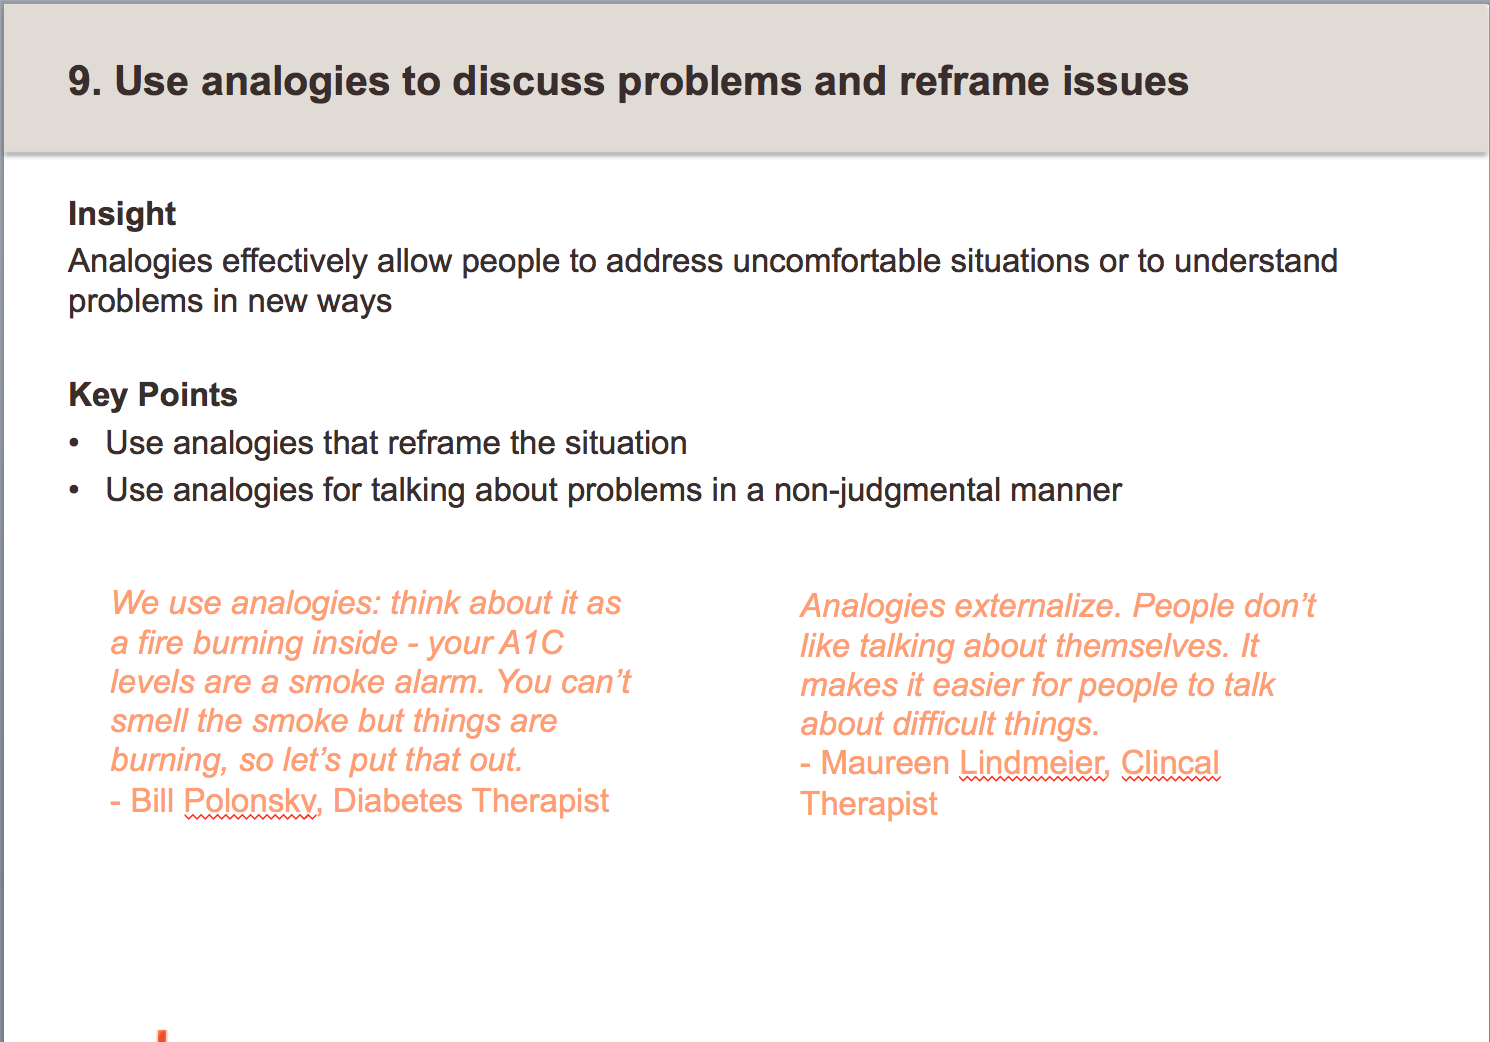 9. Use analogies to discuss problems and reframe issues
Insight
Analogies effectively allow people to address uncomfortable situations or to understand
problems in new ways
Key Points
• Use analogies that reframe the situation
• Use analogies for talking about problems in a non-judgmental manner
We use analogies: think about it as
a fire burning inside - your A1C
levels are a smoke alarm. You can’t
smell the smoke but things are
burning, so let’s put that out.
- Bill Polonsky, Diabetes Therapist
Analogies externalize. People don’t
like talking about themselves. It
makes it easier for people to talk
about difficult things.
- Maureen Lindmeier, Clincal
Therapist